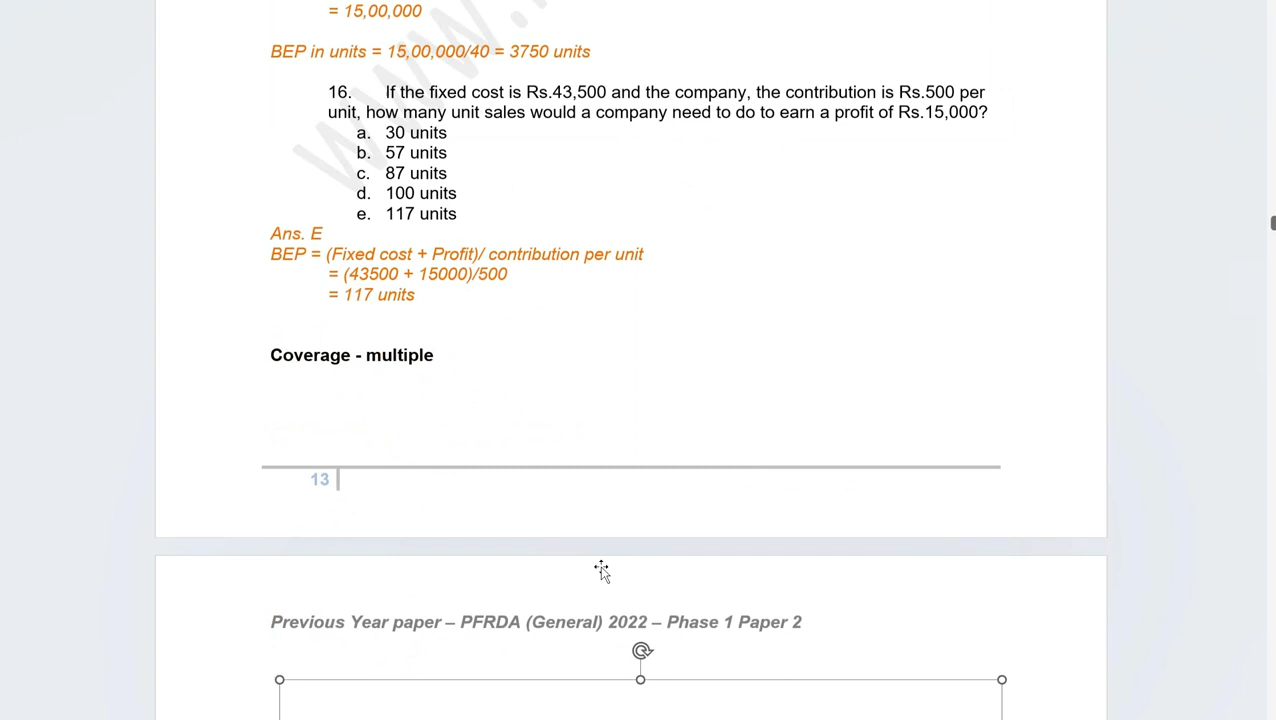 = 15,00,000
BEP in units = 15,00,000/40 = 3750 units
16. If the fixed cost is Rs.43,500 and the company, the contribution is Rs.500 per
unit, how many unit sales would a company need to do to earn a profit of Rs.15,000?
a. 30 units
b. 57 units
c. 87 units
d. 100 units
e. 117 units
Ans. E
BEP = (Fixed cost + Profit)/ contribution per unit
= (43500 + 15000)/500
= 117 units
Coverage - multiple
13
Previous Year paper – PFRDA (General) 2022 – Phase 1 Paper 2
www.